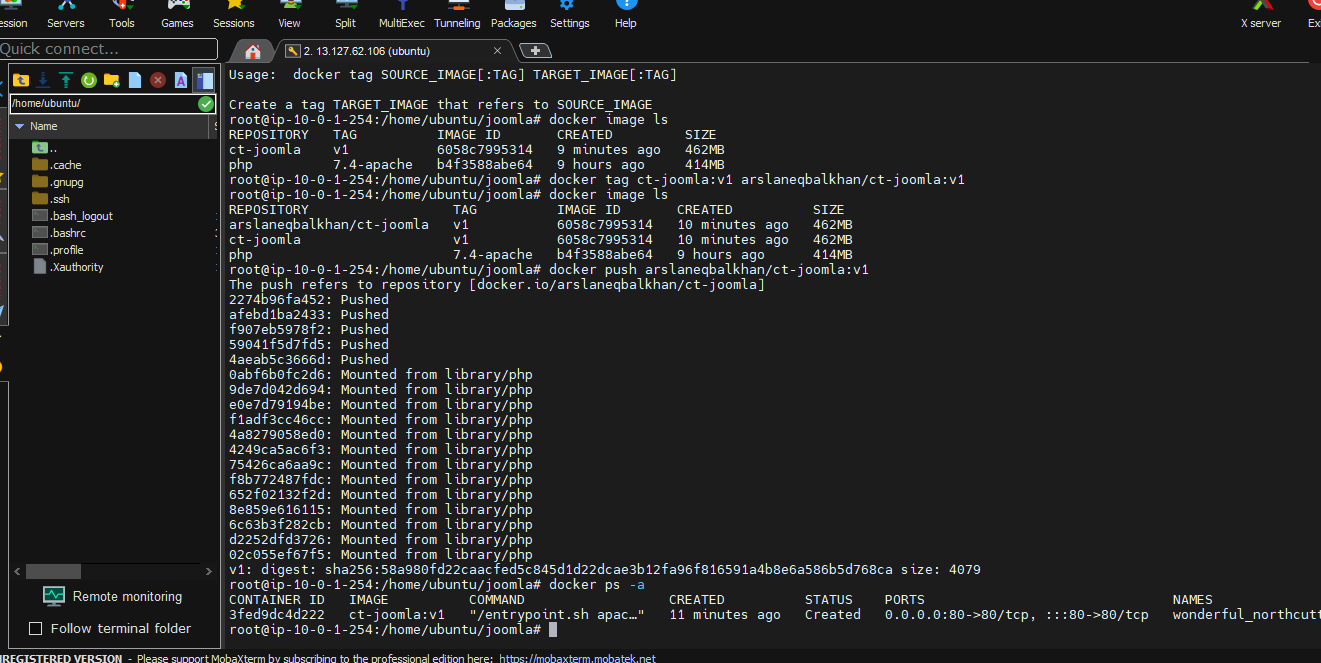 ession Servers Tools Games Sessions View Split MultiExec Tunneling Packages Settings Help X server Exi
Quick connect...
2. 13.127.62.106 (ubuntu)
/home/ubuntu/
Name
..
.cache
.gnupg
.ssh
.bash_logout
.bashrc
.profile
.Xauthority
Remote monitoring
Follow terminal folder
Usage:  docker tag SOURCE_IMAGE[:TAG] TARGET_IMAGE[:TAG]
Create a tag TARGET_IMAGE that refers to SOURCE_IMAGE
root@ip-10-0-1-254:/home/ubuntu/joomla# docker image ls
REPOSITORY   TAG          IMAGE ID       CREATED         SIZE
ct-joomla    v1           6058c7995314   9 minutes ago   462MB
php          7.4-apache   b4f3588abe64   9 hours ago     414MB
root@ip-10-0-1-254:/home/ubuntu/joomla# docker tag ct-joomla:v1 arslaneqbalkhan/ct-joomla:v1
root@ip-10-0-1-254:/home/ubuntu/joomla# docker image ls
REPOSITORY                  TAG          IMAGE ID       CREATED          SIZE
arslaneqbalkhan/ct-joomla   v1           6058c7995314   10 minutes ago   462MB
ct-joomla                   v1           6058c7995314   10 minutes ago   462MB
php                         7.4-apache   b4f3588abe64   9 hours ago      414MB
root@ip-10-0-1-254:/home/ubuntu/joomla# docker push arslaneqbalkhan/ct-joomla:v1
The push refers to repository [docker.io/arslaneqbalkhan/ct-joomla]
2274b96fa452: Pushed
afebd1ba2433: Pushed
f907eb5978f2: Pushed
59041f5d7fd5: Pushed
4aeab5c3666d: Pushed
0abf6b0fc2d6: Mounted from library/php
9de7d042d694: Mounted from library/php
e0e7d79194be: Mounted from library/php
f1adf3cc46cc: Mounted from library/php
4a8279058ed0: Mounted from library/php
4249ca5ac6f3: Mounted from library/php
75426ca6aa9c: Mounted from library/php
f8b772487fdc: Mounted from library/php
652f02132f2d: Mounted from library/php
8e859e616115: Mounted from library/php
6c63b3f282cb: Mounted from library/php
d2252dfd3726: Mounted from library/php
02c055ef67f5: Mounted from library/php
v1: digest: sha256:58a980fd22caacfed5c845d1d22dcae3b12fa96f816591a4b8e6a586b5d768ca size: 4079
root@ip-10-0-1-254:/home/ubuntu/joomla# docker ps -a
CONTAINER ID   IMAGE          COMMAND                  CREATED          STATUS    PORTS                               NAMES
3fed9dc4d222   ct-joomla:v1   "/entrypoint.sh apac…"   11 minutes ago   Created   0.0.0.0:80->80/tcp, :::80->80/tcp   wonderful_northcutt
root@ip-10-0-1-254:/home/ubuntu/joomla#
NREGISTERED VERSION - Please support MobaXterm by subscribing to the professional edition here: https://mobaxterm.mobatek.net